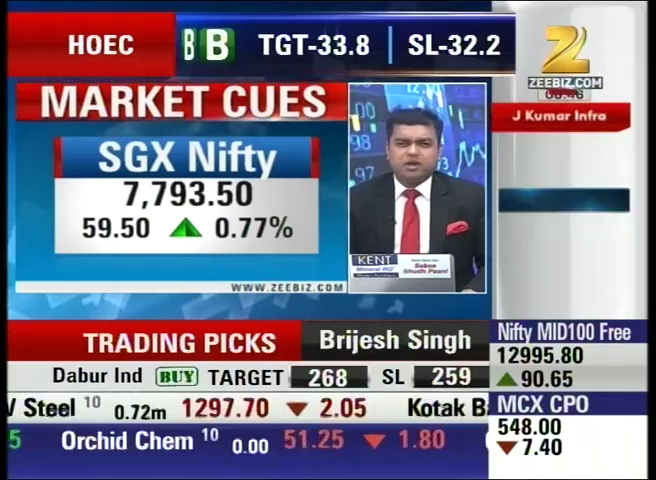 HOEC B TGT-33.8 SL-32.2
ZEEBIZ.COM
J Kumar Infra
MARKET CUES
SGX Nifty
7,793.50
59.50 0.77%
KENT
Mineral RO
Sabse
Shudh Paani
WWW.ZEEBIZ.COM
TRADING PICKS Brijesh Singh
Dabur Ind BUY TARGET 268 SL 259
Nifty MID100 Free
12995.80
90.65
V Steel 10 0.72m 1297.70 2.05 Kotak B
MCX CPO
548.00
7.40
5 Orchid Chem 10 0.00 51.25 1.80